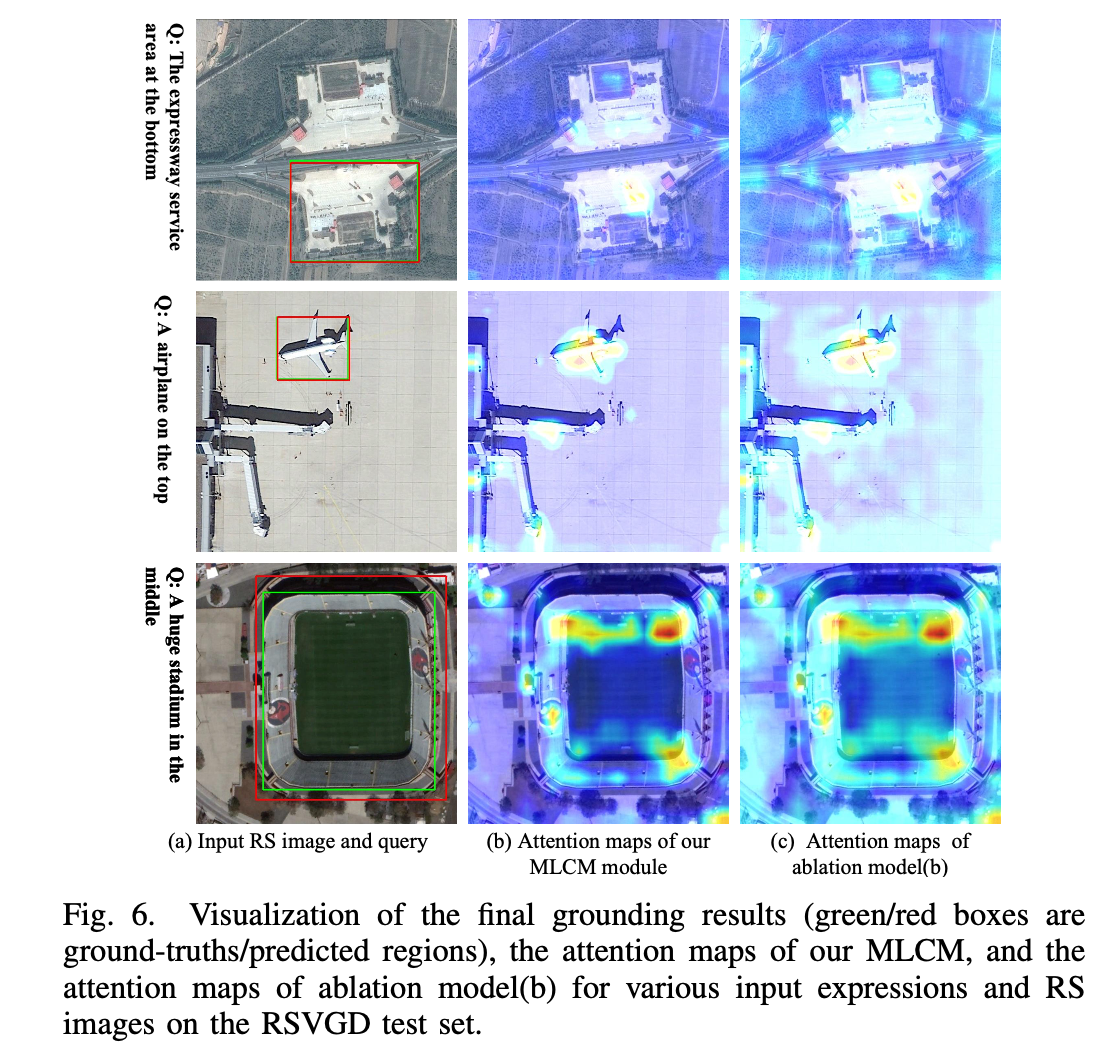 Q: The expressway service
area at the bottom
Q: A airplane on the top
Q: A huge stadium in the
middle
(a) Input RS image and query
(b) Attention maps of our
MLCM module
(c) Attention maps of
ablation model(b)
Fig. 6. Visualization of the final grounding results (green/red boxes are
ground-truths/predicted regions), the attention maps of our MLCM, and the
attention maps of ablation model(b) for various input expressions and RS
images on the RSVGD test set.